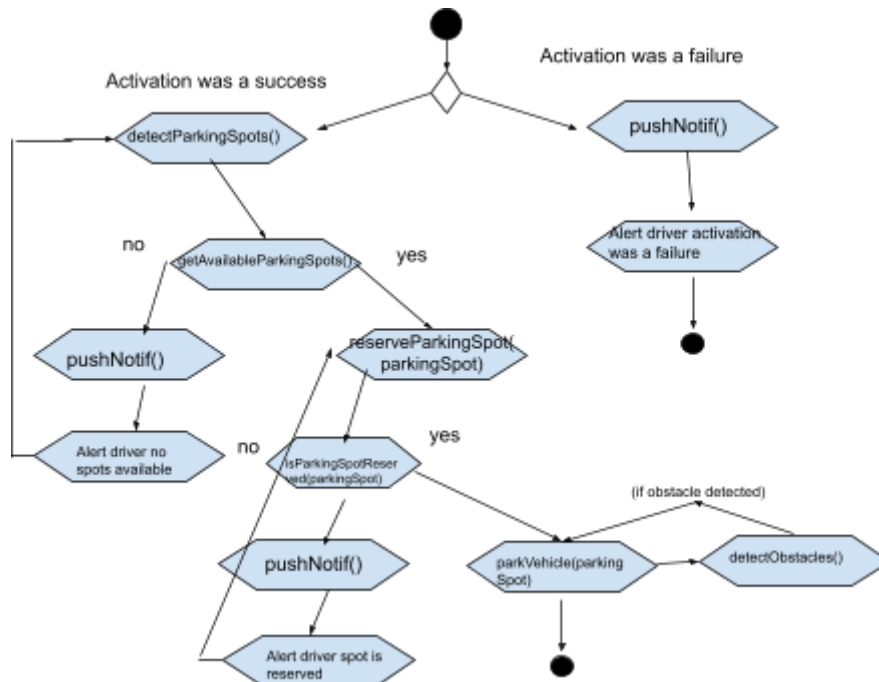 Activation was a success
Activation was a failure
detectParkingSpots()
pushNotif()
Alert driver activation
was a failure
no
getAvailableParkingSpots()
yes
pushNotif()
reserveParkingSpot(
parkingSpot)
Alert driver no
spots available
no
yes
isParkingSpotReser
ved(parkingSpot)
(if obstacle detected)
pushNotif()
parkVehicle(parking
Spot)
detectObstacles()
Alert driver spot is
reserved